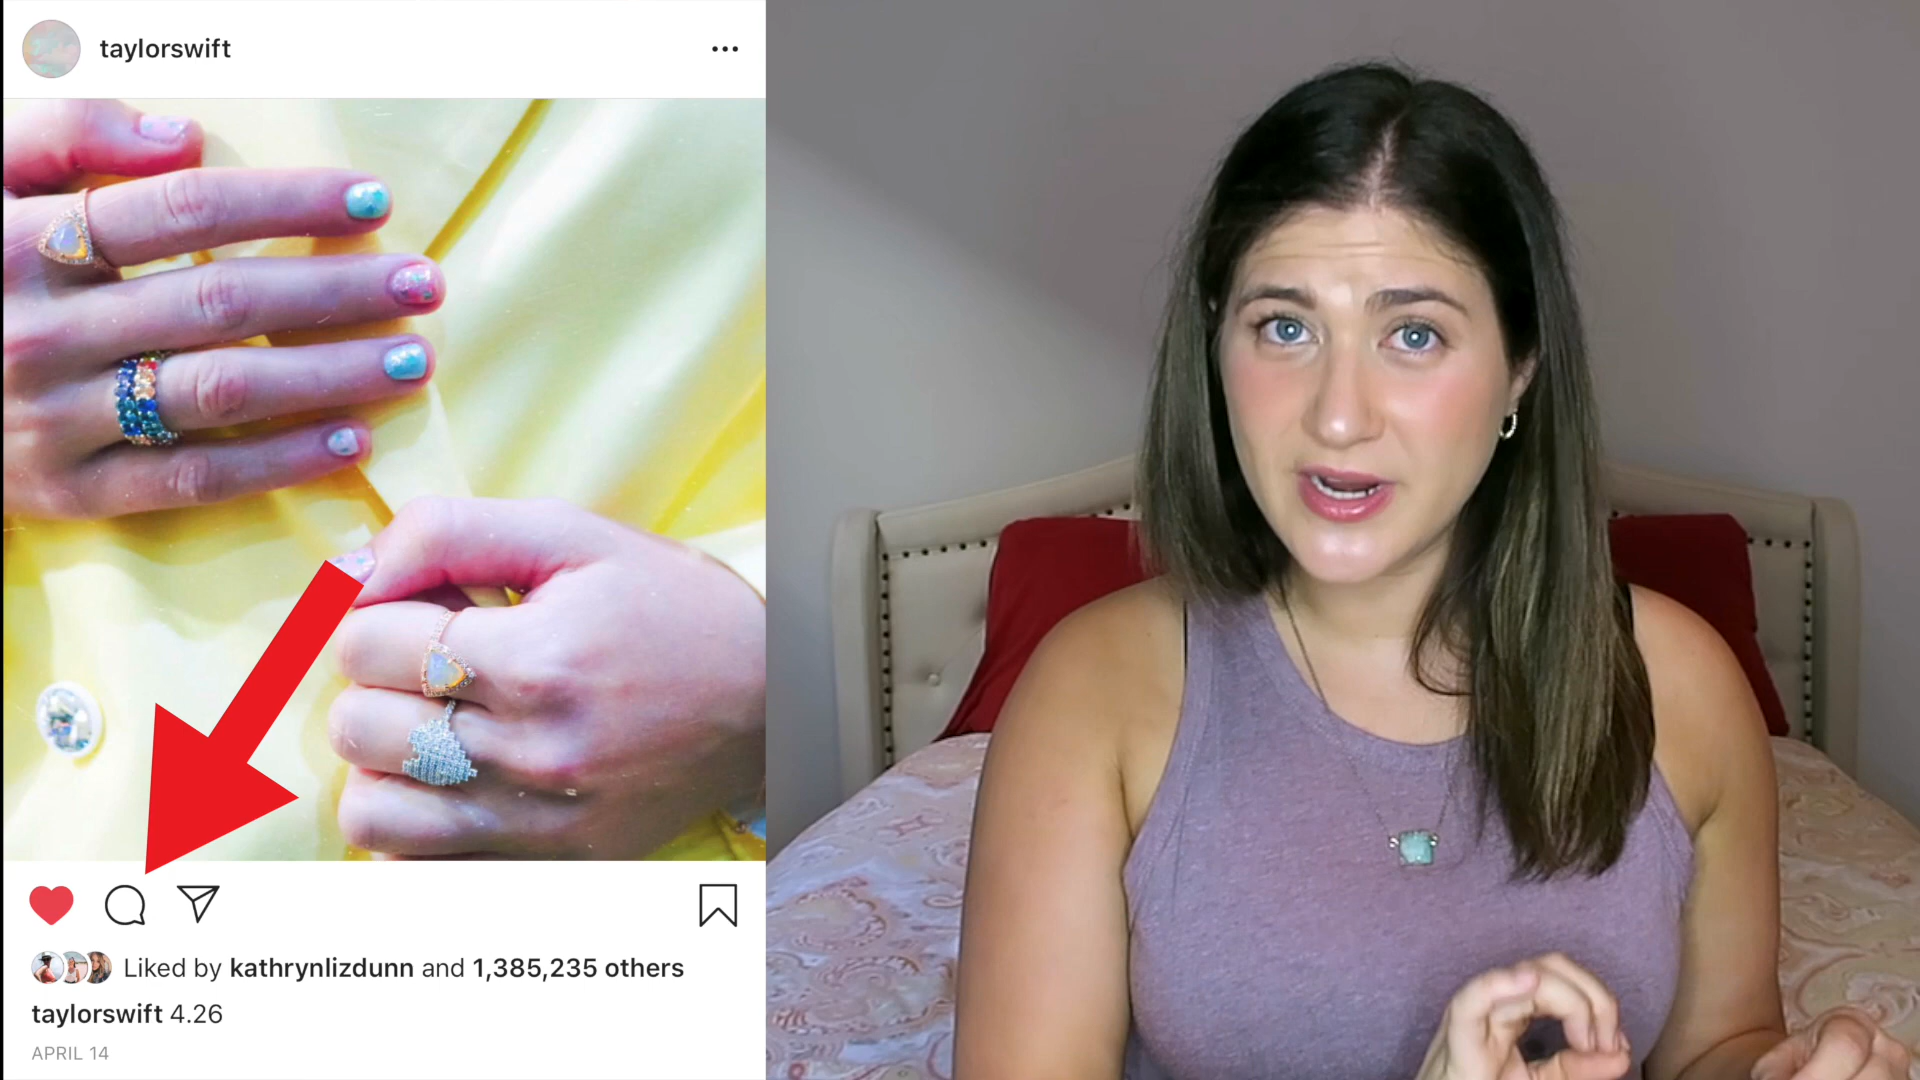 taylorswift
Liked by kathrynlizdunn and 1,385,235 others
taylorswift 4.26
APRIL 14